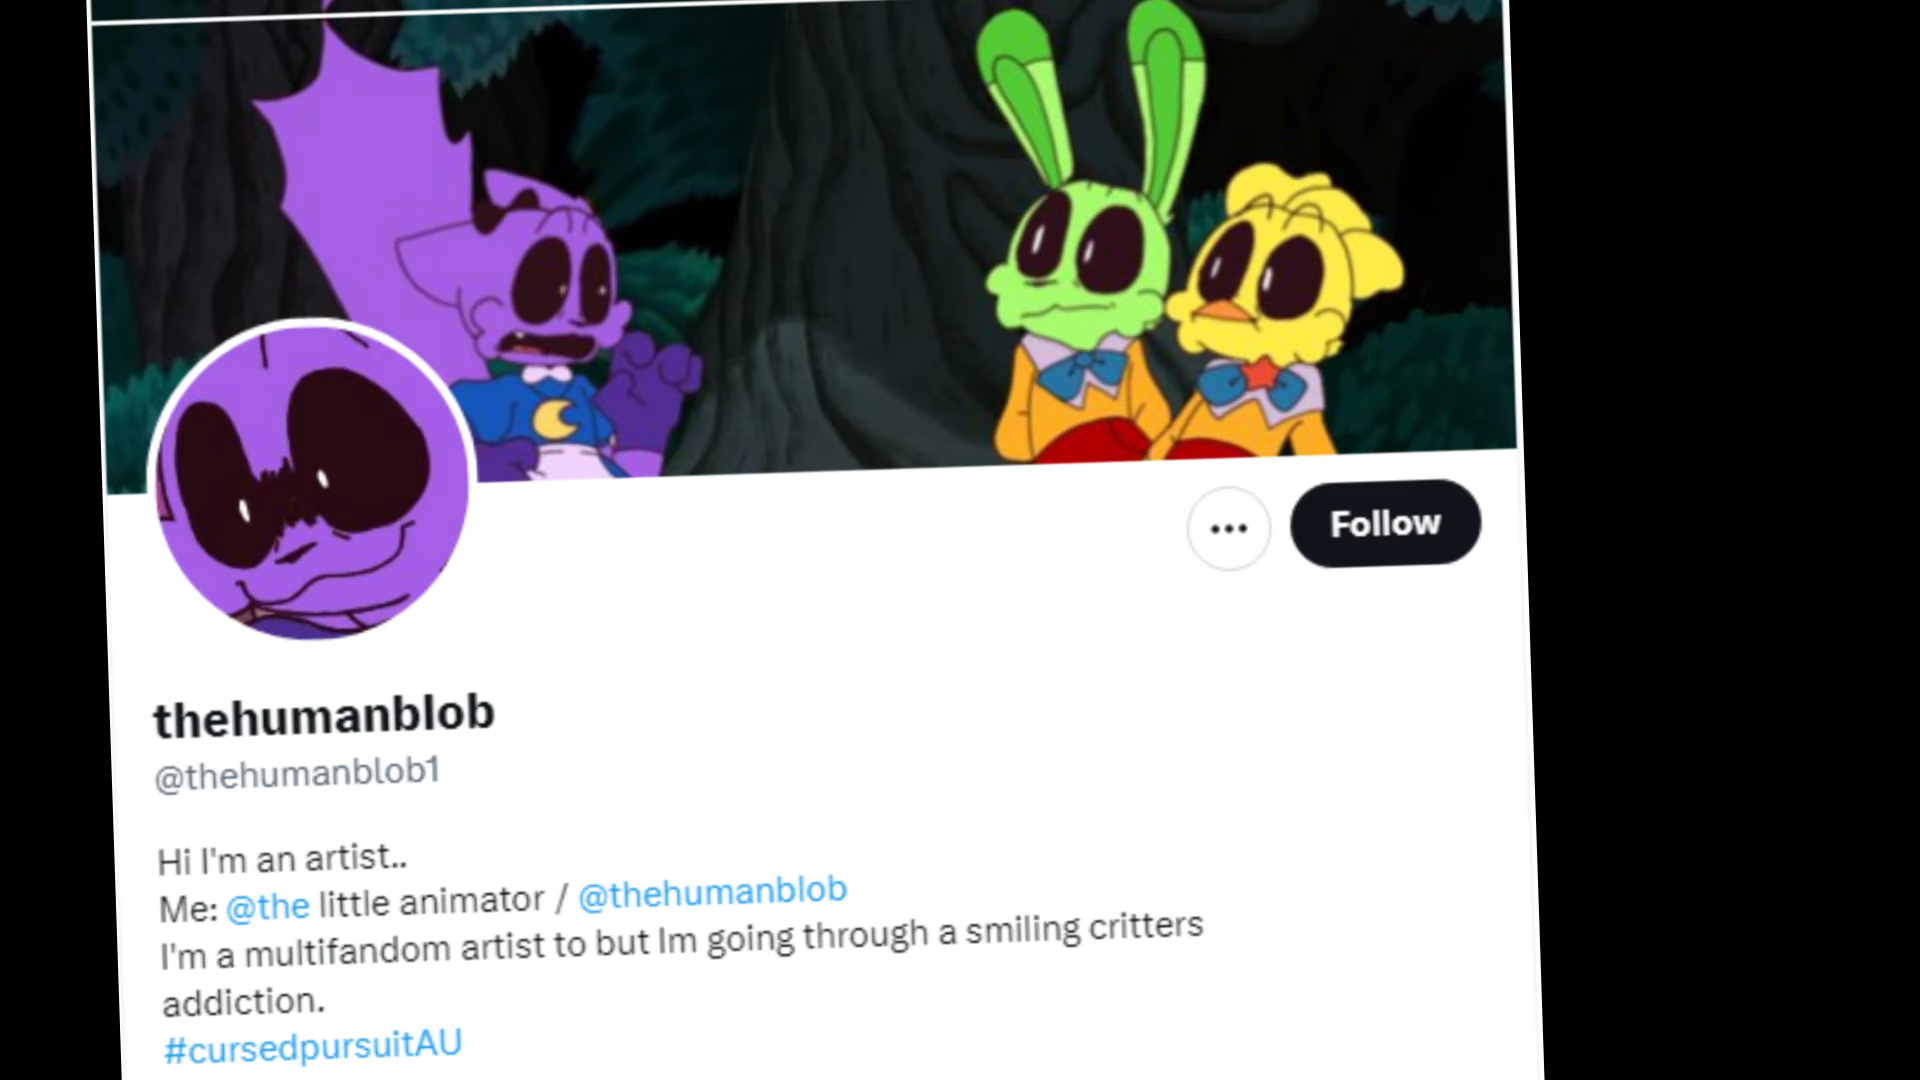 Follow
thehumanblob
@thehumanblob1
Hi I'm an artist..
Me: @the little animator / @thehumanblob
I'm a multifandom artist to but Im going through a smiling critters
addiction.
#cursedpursuitAU